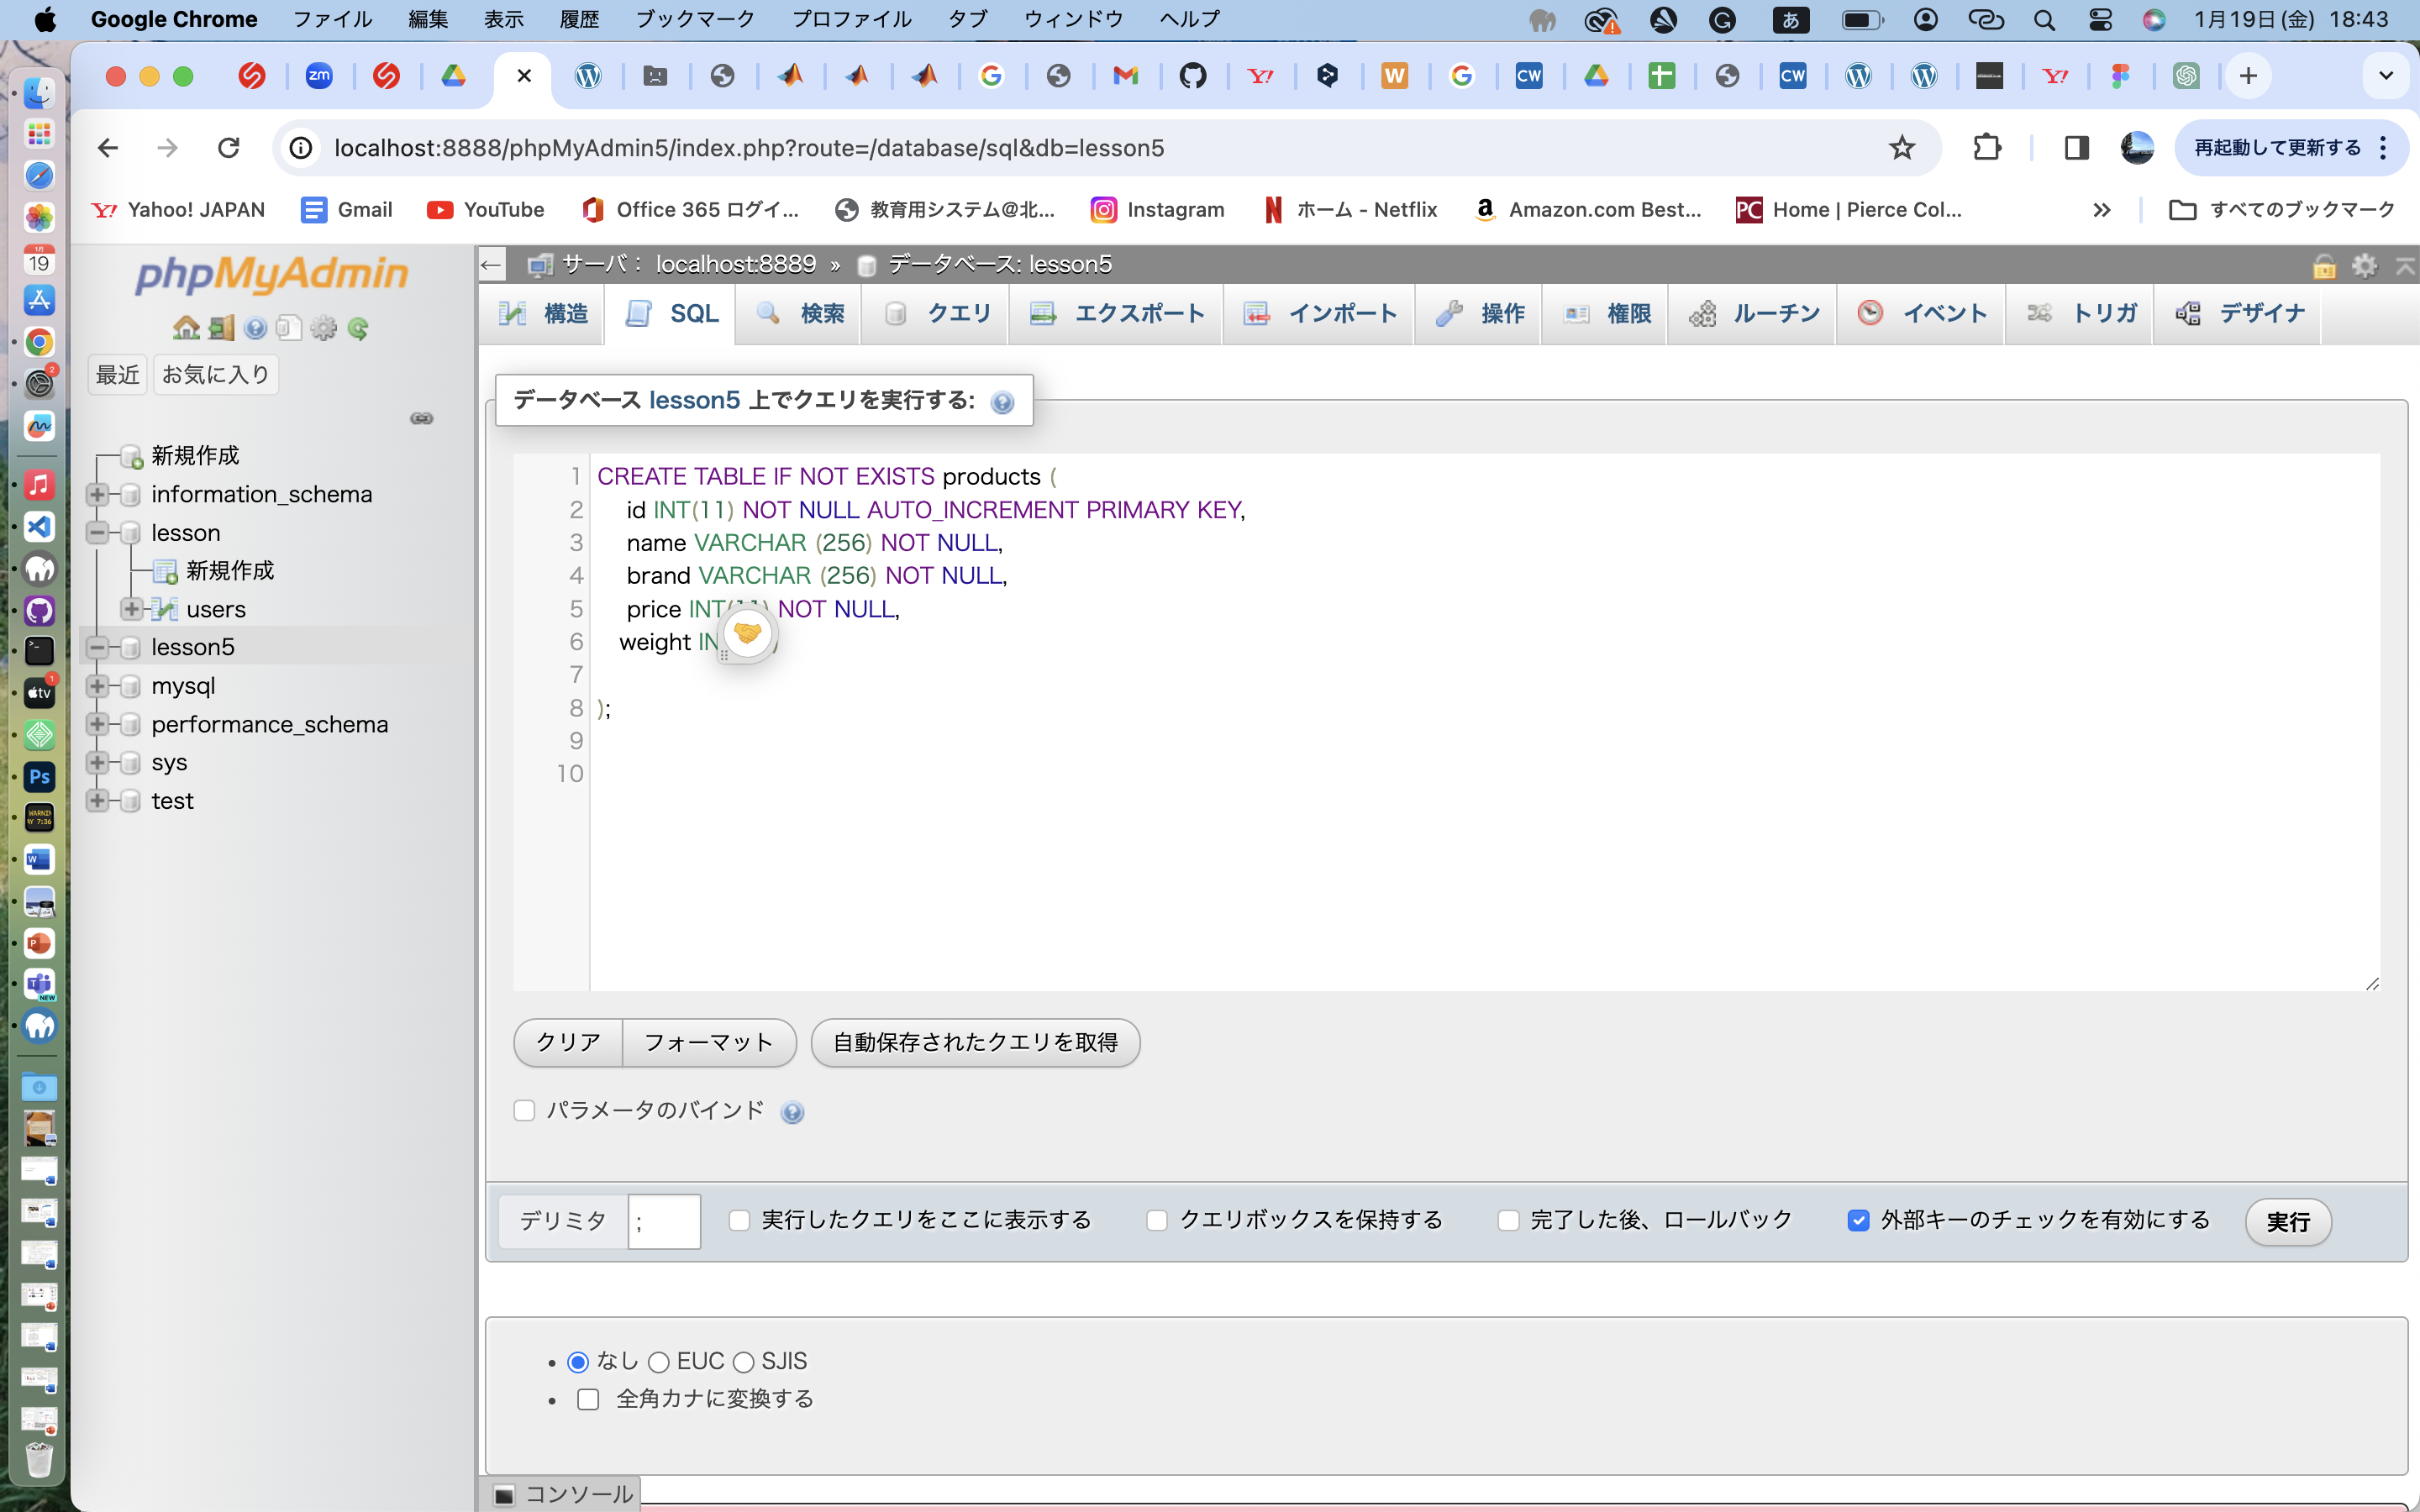 Google Chrome ファイル 編集 表示 履歴 ブックマーク プロファイル タブ ウィンドウ ヘルプ あ 1月19日(金) 18:43
localhost:8888/phpMyAdmin5/index.php?route=/database/sql&db=lesson5 再起動して更新する
Yahoo! JAPAN Gmail YouTube Office 365 ログイ... 教育用システム@北... Instagram ホーム - Netflix Amazon.com Best... Home | Pierce Col... » すべてのブックマーク
phpMyAdmin
最近 お気に入り
新規作成
information_schema
lesson
新規作成
users
lesson5
mysql
performance_schema
sys
test
サーバ: localhost:8889 » データベース: lesson5
構造 SQL 検索 クエリ エクスポート インポート 操作 権限 ルーチン イベント トリガ デザイナ
データベース lesson5 上でクエリを実行する:
1 CREATE TABLE IF NOT EXISTS products (
2 id INT(11) NOT NULL AUTO_INCREMENT PRIMARY KEY,
3 name VARCHAR (256) NOT NULL,
4 brand VARCHAR (256) NOT NULL,
5 price INT(11) NOT NULL,
6 weight IN
7
8 );
9
10
クリア フォーマット 自動保存されたクエリを取得
パラメータのバインド
デリミタ ; 実行したクエリをここに表示する クエリボックスを保持する 完了した後、ロールバック 外部キーのチェックを有効にする 実行
なし EUC SJIS
全角カナに変換する
コンソール